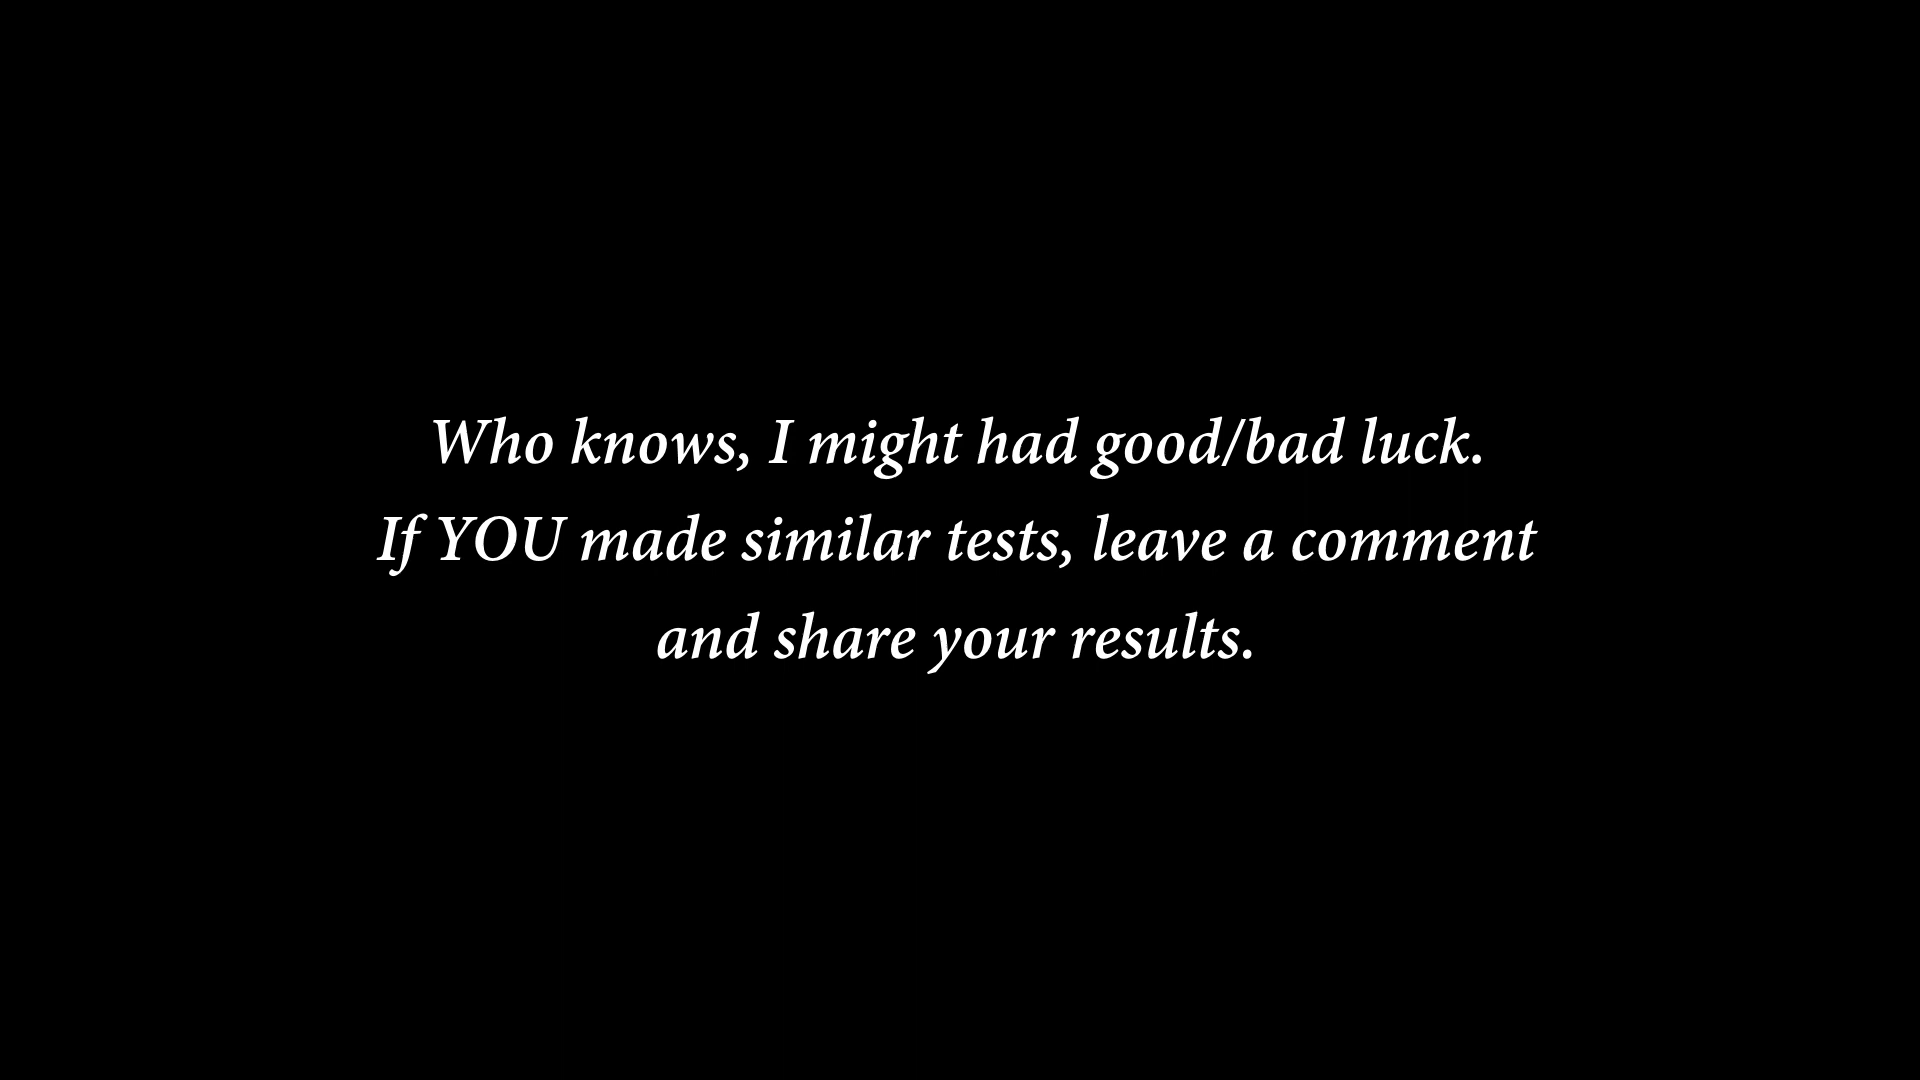 Who knows, I might had good/bad luck.
If YOU made similar tests, leave a comment
and share your results.